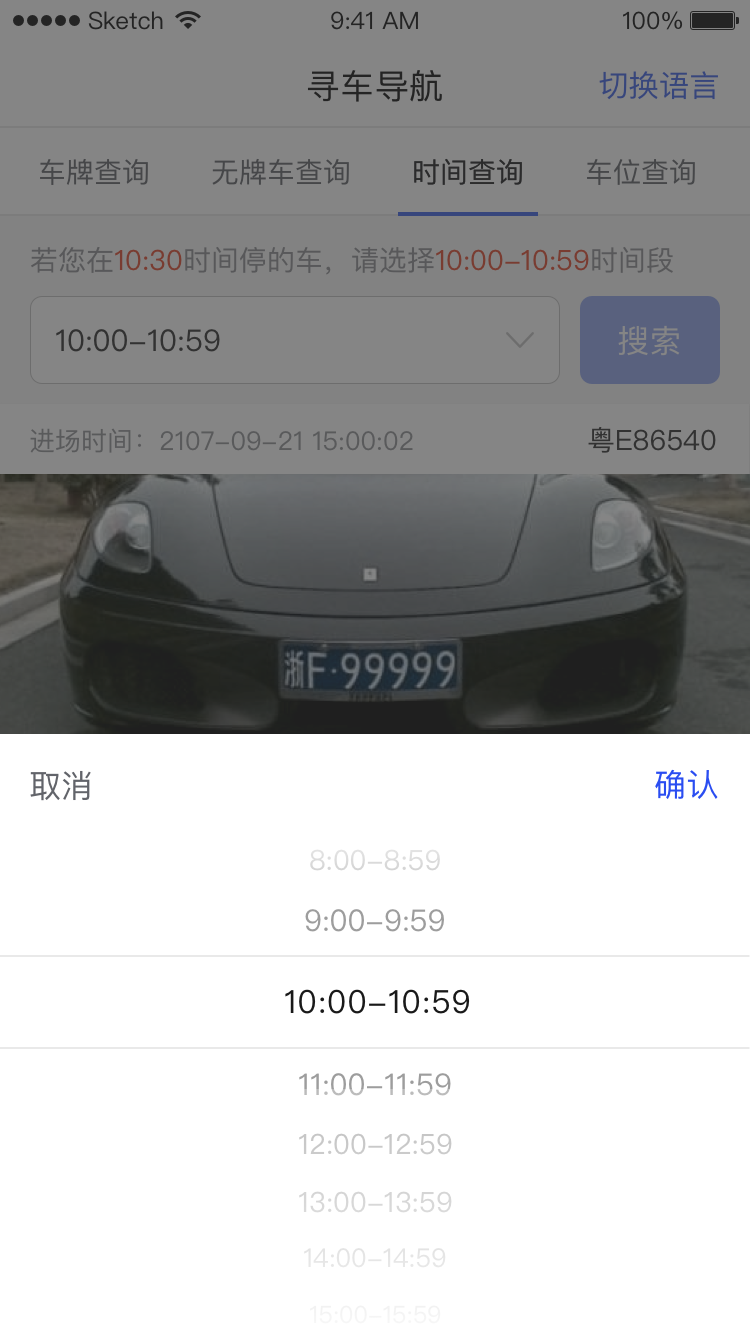 Sketch 9:41 AM 100%
寻车导航 切换语言
车牌查询 无牌车查询 时间查询 车位查询
若您在10:30时间停的车，请选择10:00-10:59时间段
10:00-10:59 搜索
进场时间：2107-09-21 15:00:02 粤E86540
浙F·99999
取消 确认
8:00-8:59
9:00-9:59
10:00-10:59
11:00-11:59
12:00-12:59
13:00-13:59
14:00-14:59
15:00-15:59